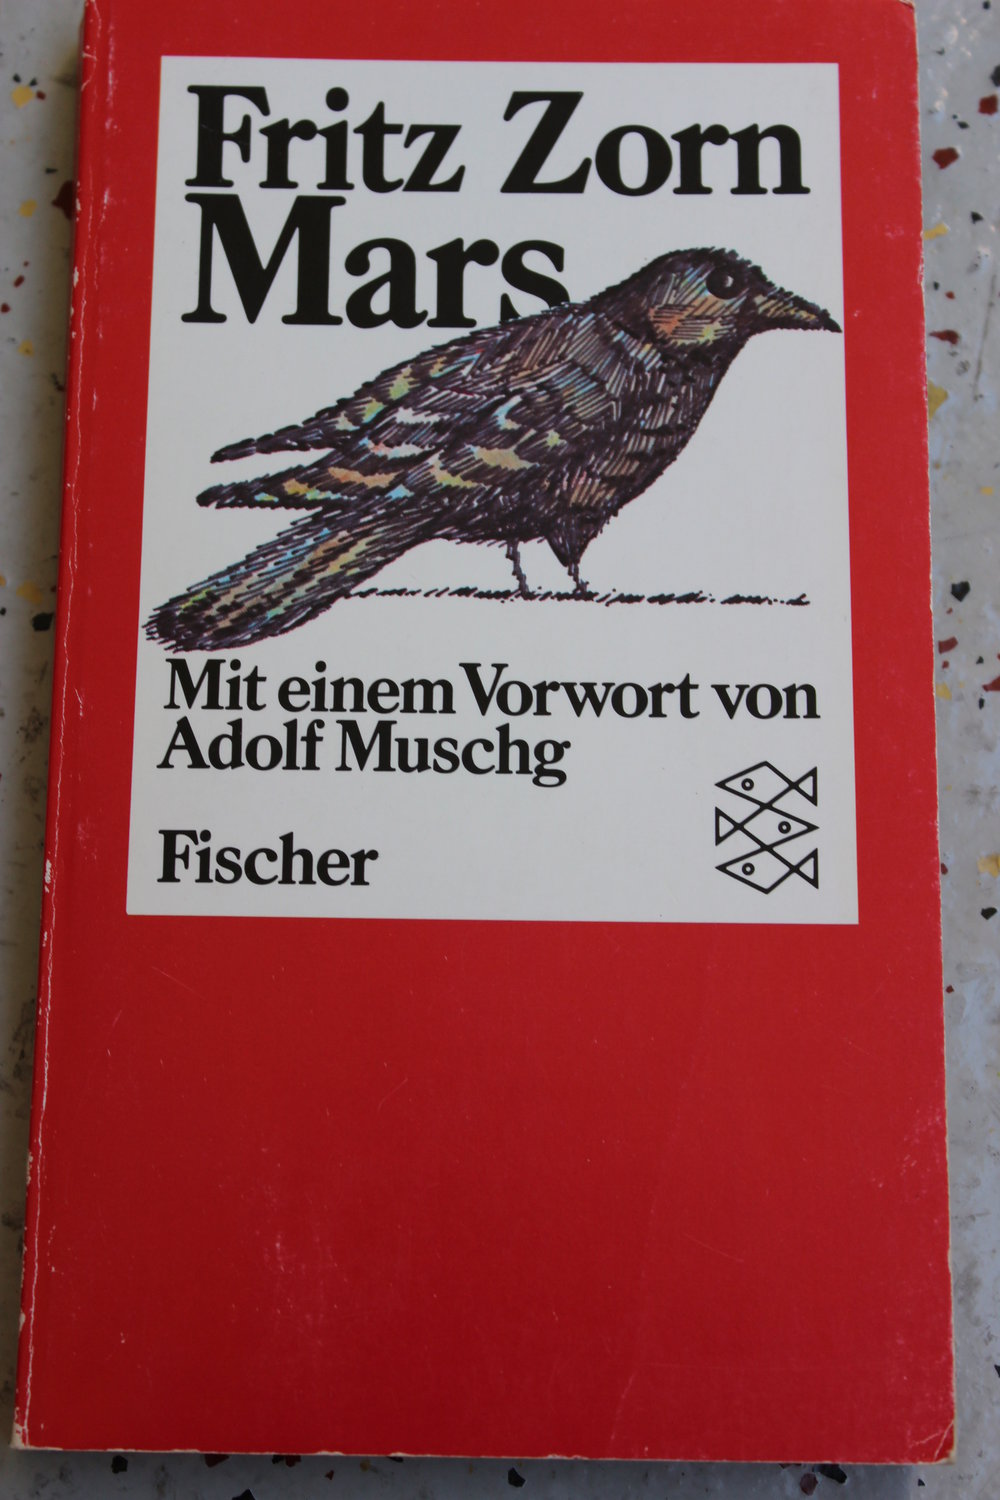 Fritz Zorn
Mars
Mit einem Vorwort von
Adolf Muschg
Fischer